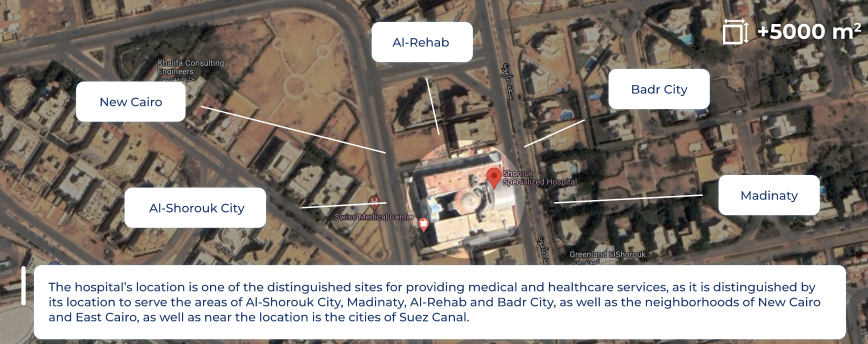 +5000 m²
Al-Rehab
Khalifa Consulting
Engineers
Badr City
New Cairo
Shorouk
Specialized Hospital
Madinaty
Al-Shorouk City
Swiss Medical Center
Greenland ElShorouk
The hospital’s location is one of the distinguished sites for providing medical and healthcare services, as it is distinguished by
its location to serve the areas of Al-Shorouk City, Madinaty, Al-Rehab and Badr City, as well as the neighborhoods of New Cairo
and East Cairo, as well as near the location is the cities of Suez Canal.